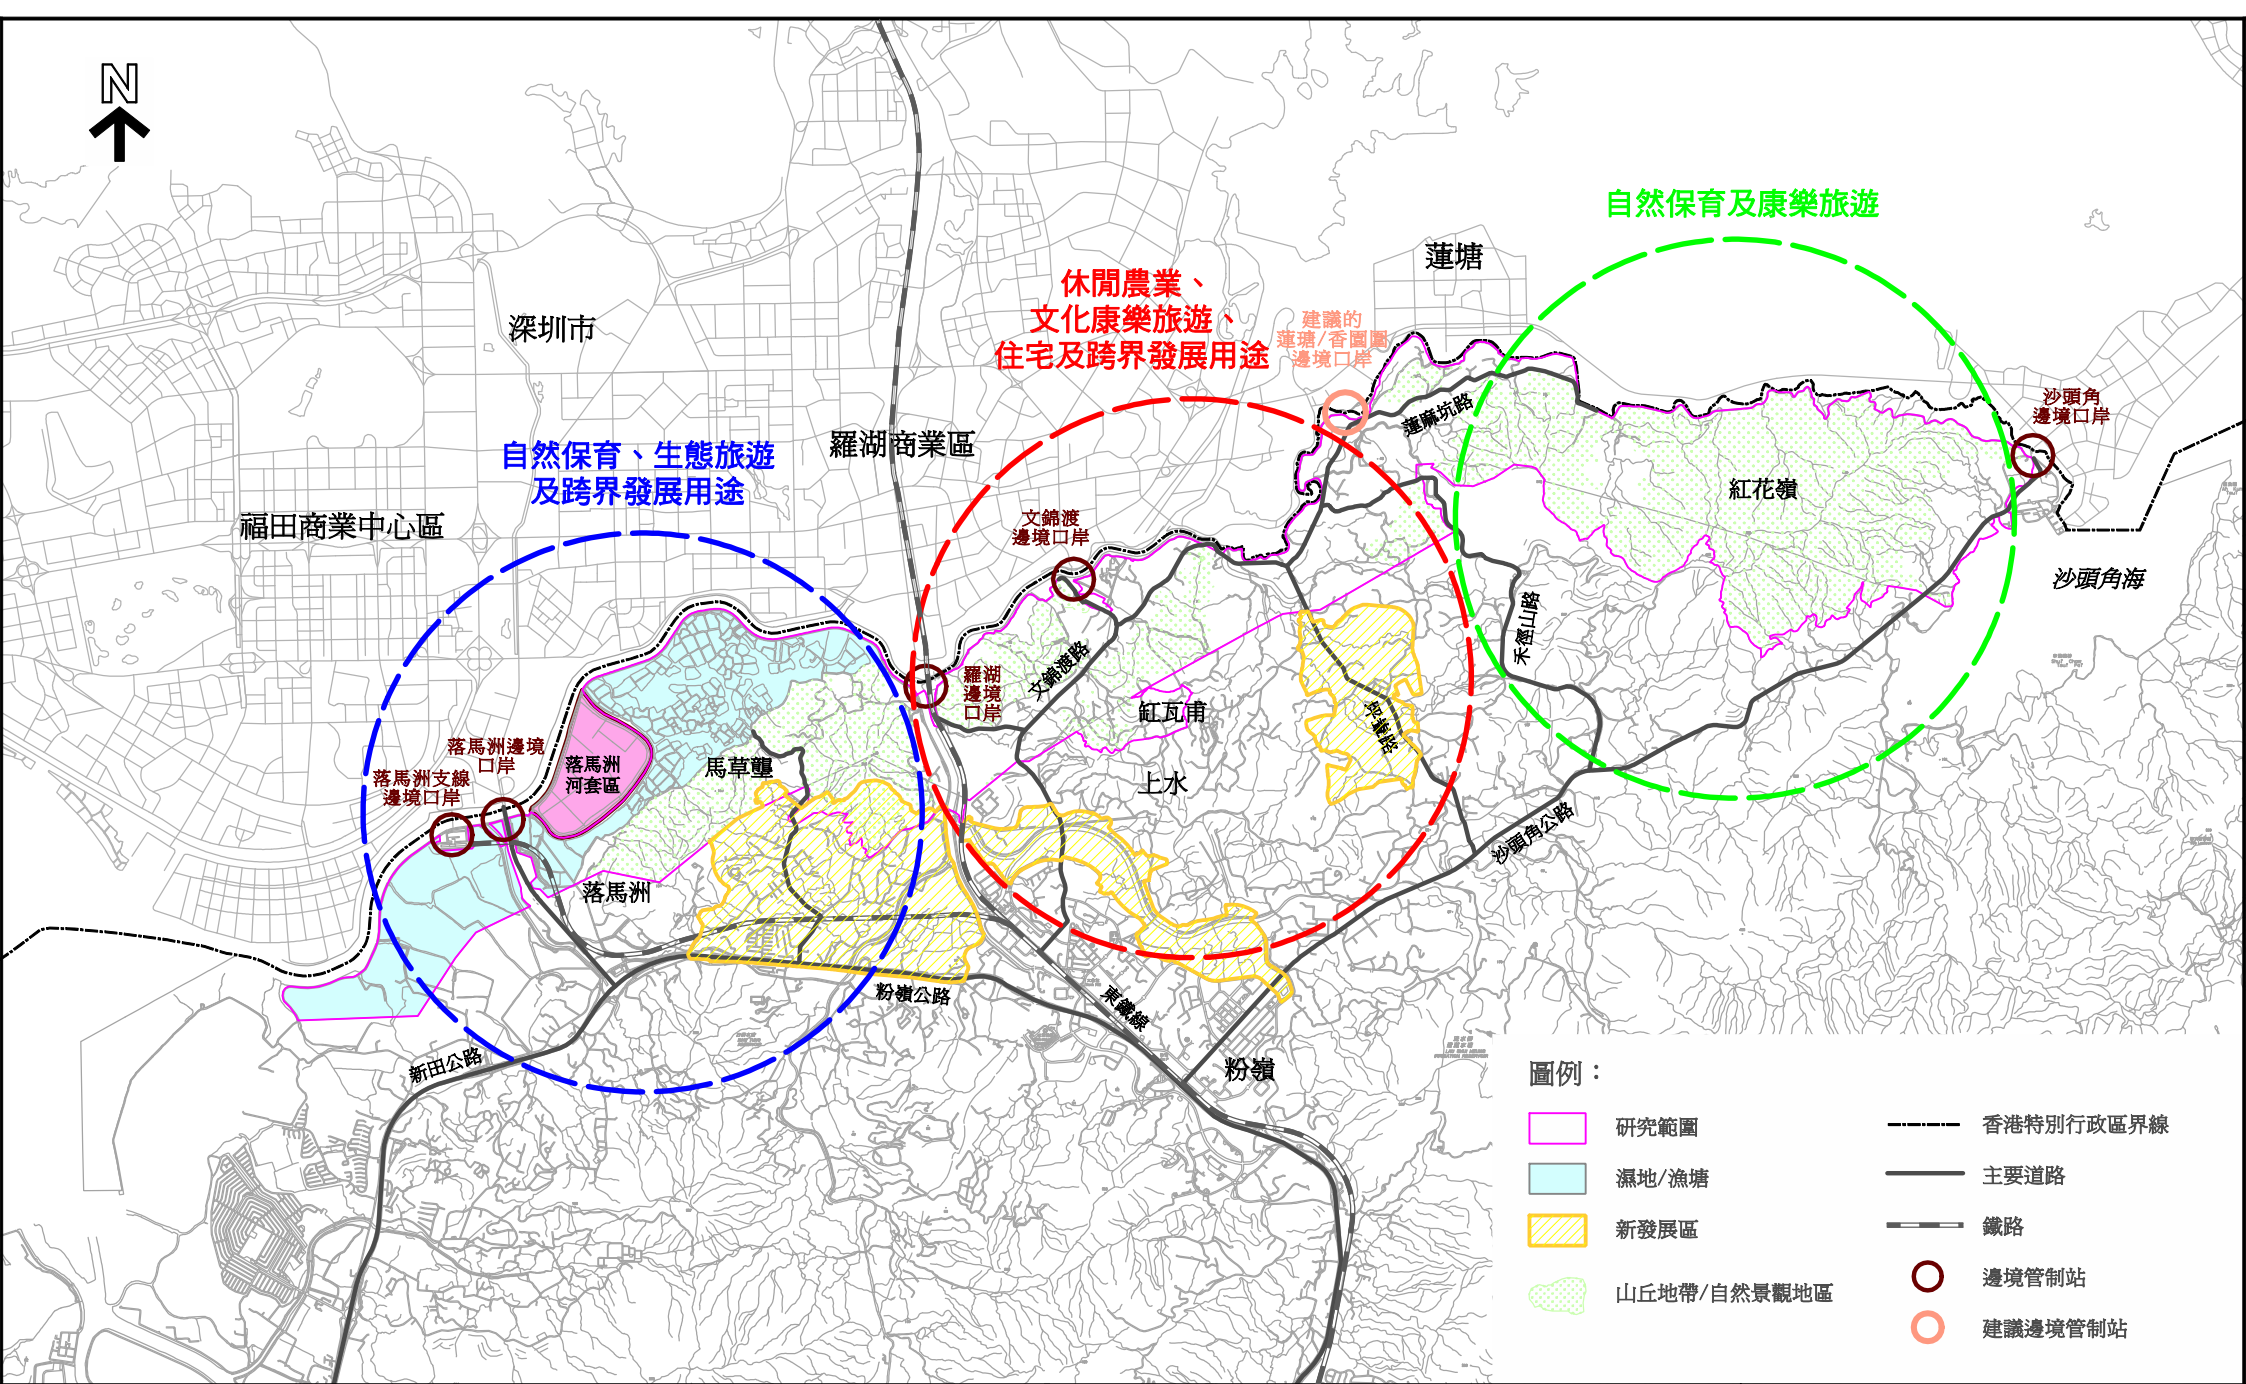 N
自然保育及康樂旅遊
蓮塘
休閒農業、
文化康樂旅遊、
住宅及跨界發展用途
建議的
蓮塘/香園圍
邊境口岸
深圳市
沙頭角
邊境口岸
蓮麻坑路
羅湖商業區
自然保育、生態旅遊
及跨界發展用途
紅花嶺
福田商業中心區
文錦渡
邊境口岸
沙頭角海
禾徑山路
文錦渡路
羅湖
邊境
口岸
缸瓦甫
坪輋路
落馬洲邊境
口岸
落馬洲
河套區
馬草壟
落馬洲支線
邊境口岸
上水
沙頭角公路
落馬洲
粉嶺公路
東鐵線
新田公路
粉嶺
圖例：
研究範圍
濕地/漁塘
新發展區
山丘地帶/自然景觀地區
香港特別行政區界線
主要道路
鐵路
邊境管制站
建議邊境管制站